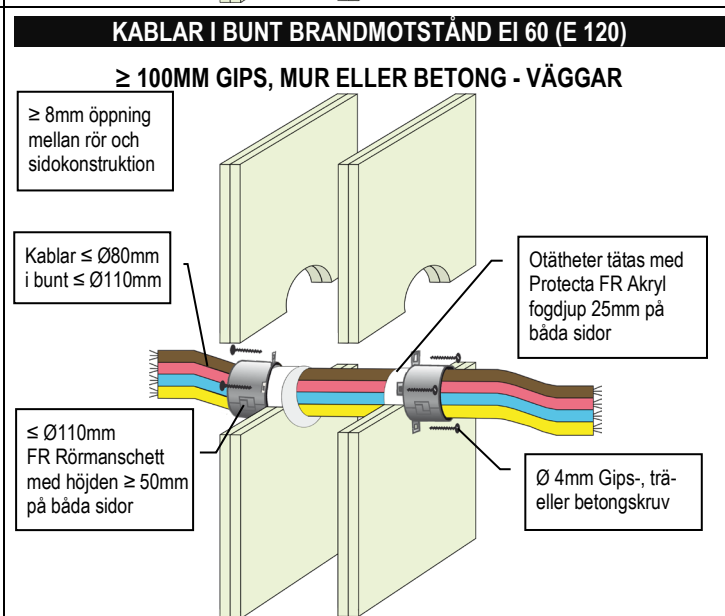 KABLAR I BUNT BRANDMOTSTÅND EI 60 (E 120)
≥ 100MM GIPS, MUR ELLER BETONG - VÄGGAR
≥ 8mm öppning
mellan rör och
sidokonstruktion
Kablar ≤ Ø80mm
i bunt ≤ Ø110mm
Otätheter tätas med
Protecta FR Akryl
fogdjup 25mm på
båda sidor
≤ Ø110mm
FR Rörmanschett
med höjden ≥ 50mm
på båda sidor
Ø 4mm Gips-, trä-
eller betongskruv